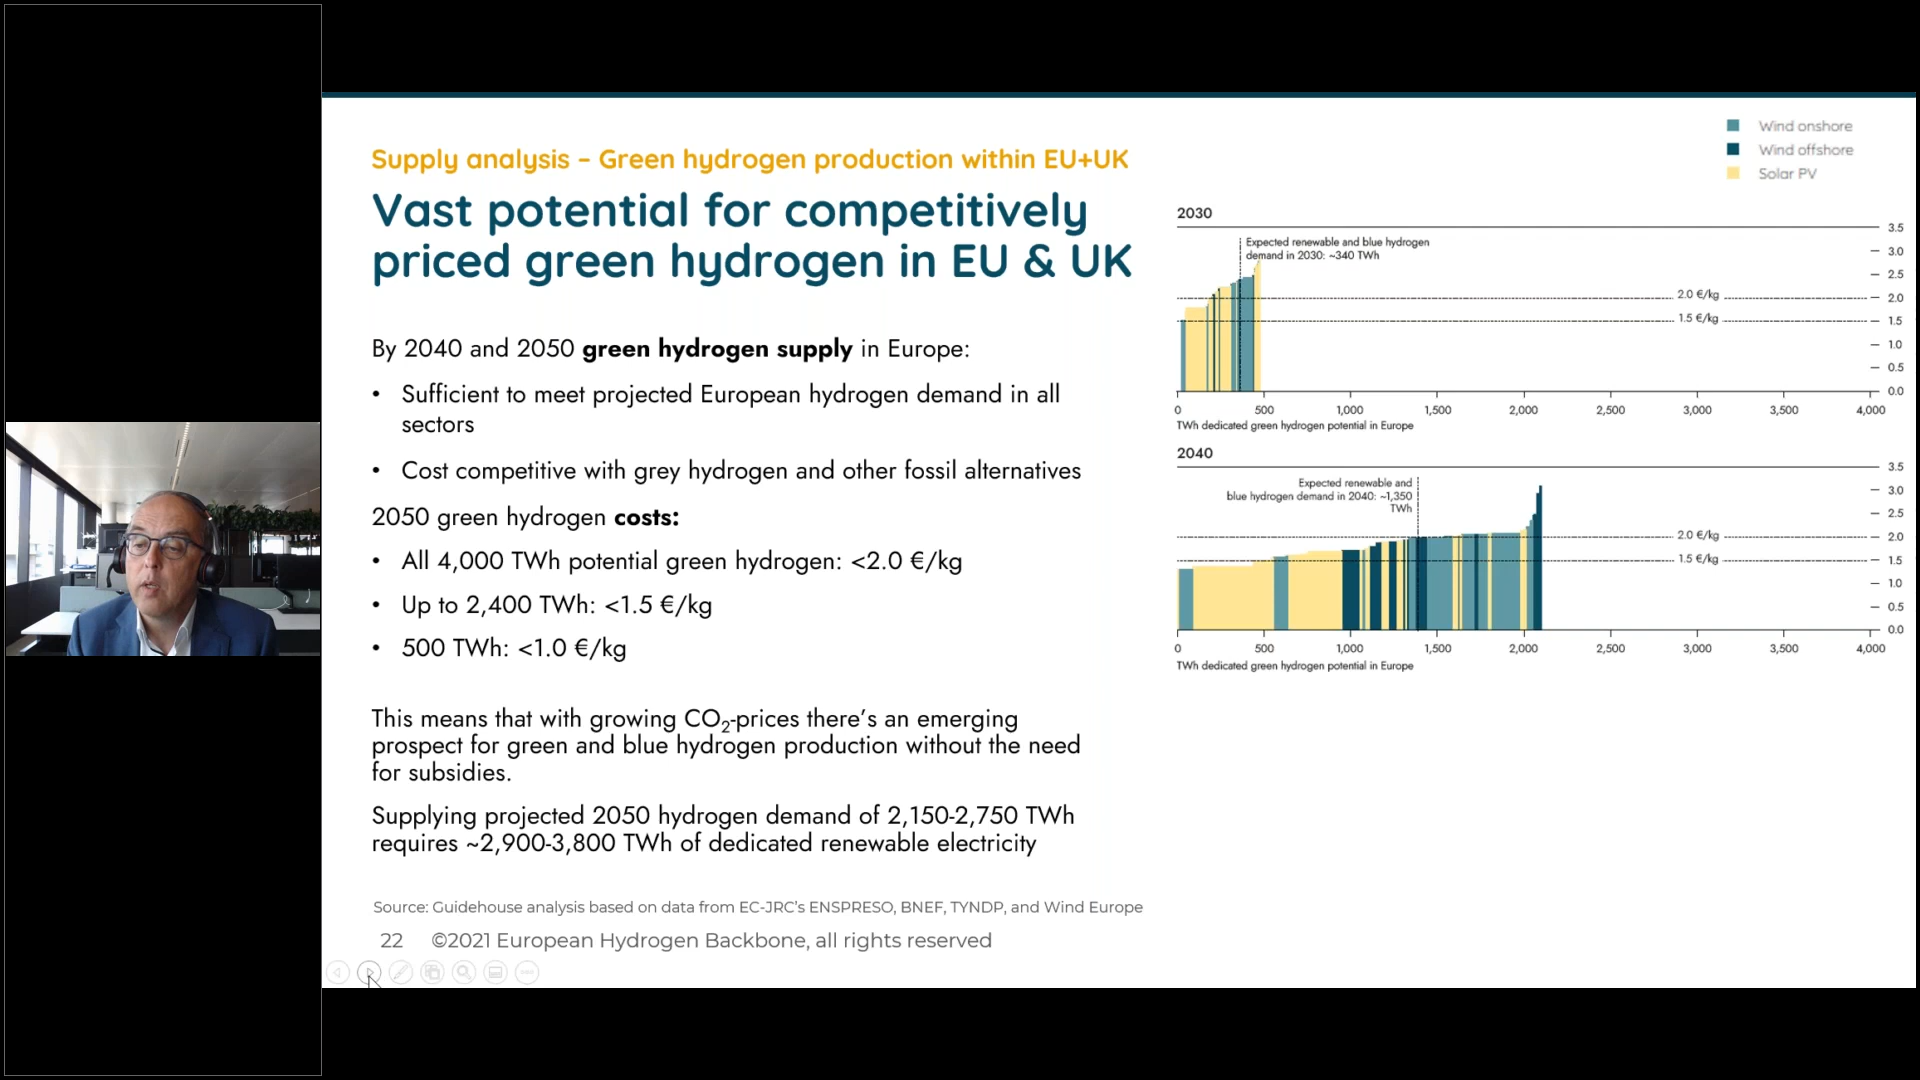 Supply analysis – Green hydrogen production within EU+UK
Vast potential for competitively
priced green hydrogen in EU & UK
By 2040 and 2050 green hydrogen supply in Europe:
• Sufficient to meet projected European hydrogen demand in all
sectors
• Cost competitive with grey hydrogen and other fossil alternatives
2050 green hydrogen costs:
• All 4,000 TWh potential green hydrogen: <2.0 €/kg
• Up to 2,400 TWh: <1.5 €/kg
• 500 TWh: <1.0 €/kg
This means that with growing CO₂-prices there's an emerging
prospect for green and blue hydrogen production without the need
for subsidies.
Supplying projected 2050 hydrogen demand of 2,150-2,750 TWh
requires ~2,900-3,800 TWh of dedicated renewable electricity
Source: Guidehouse analysis based on data from EC-JRC's ENSPRESO, BNEF, TYNDP, and Wind Europe
22 ©2021 European Hydrogen Backbone, all rights reserved
Wind onshore
Wind offshore
Solar PV
2030
Expected renewable and blue hydrogen
demand in 2030: ~340 TWh
2.0 €/kg
1.5 €/kg
3.5
3.0
2.5
2.0
1.5
1.0
0.5
0.0
0 500 1,000 1,500 2,000 2,500 3,000 3,500 4,000
TWh dedicated green hydrogen potential in Europe
2040
Expected renewable and
blue hydrogen demand in 2040: ~1,350
TWh
2.0 €/kg
1.5 €/kg
3.5
3.0
2.5
2.0
1.5
1.0
0.5
0.0
0 500 1,000 1,500 2,000 2,500 3,000 3,500 4,000
TWh dedicated green hydrogen potential in Europe